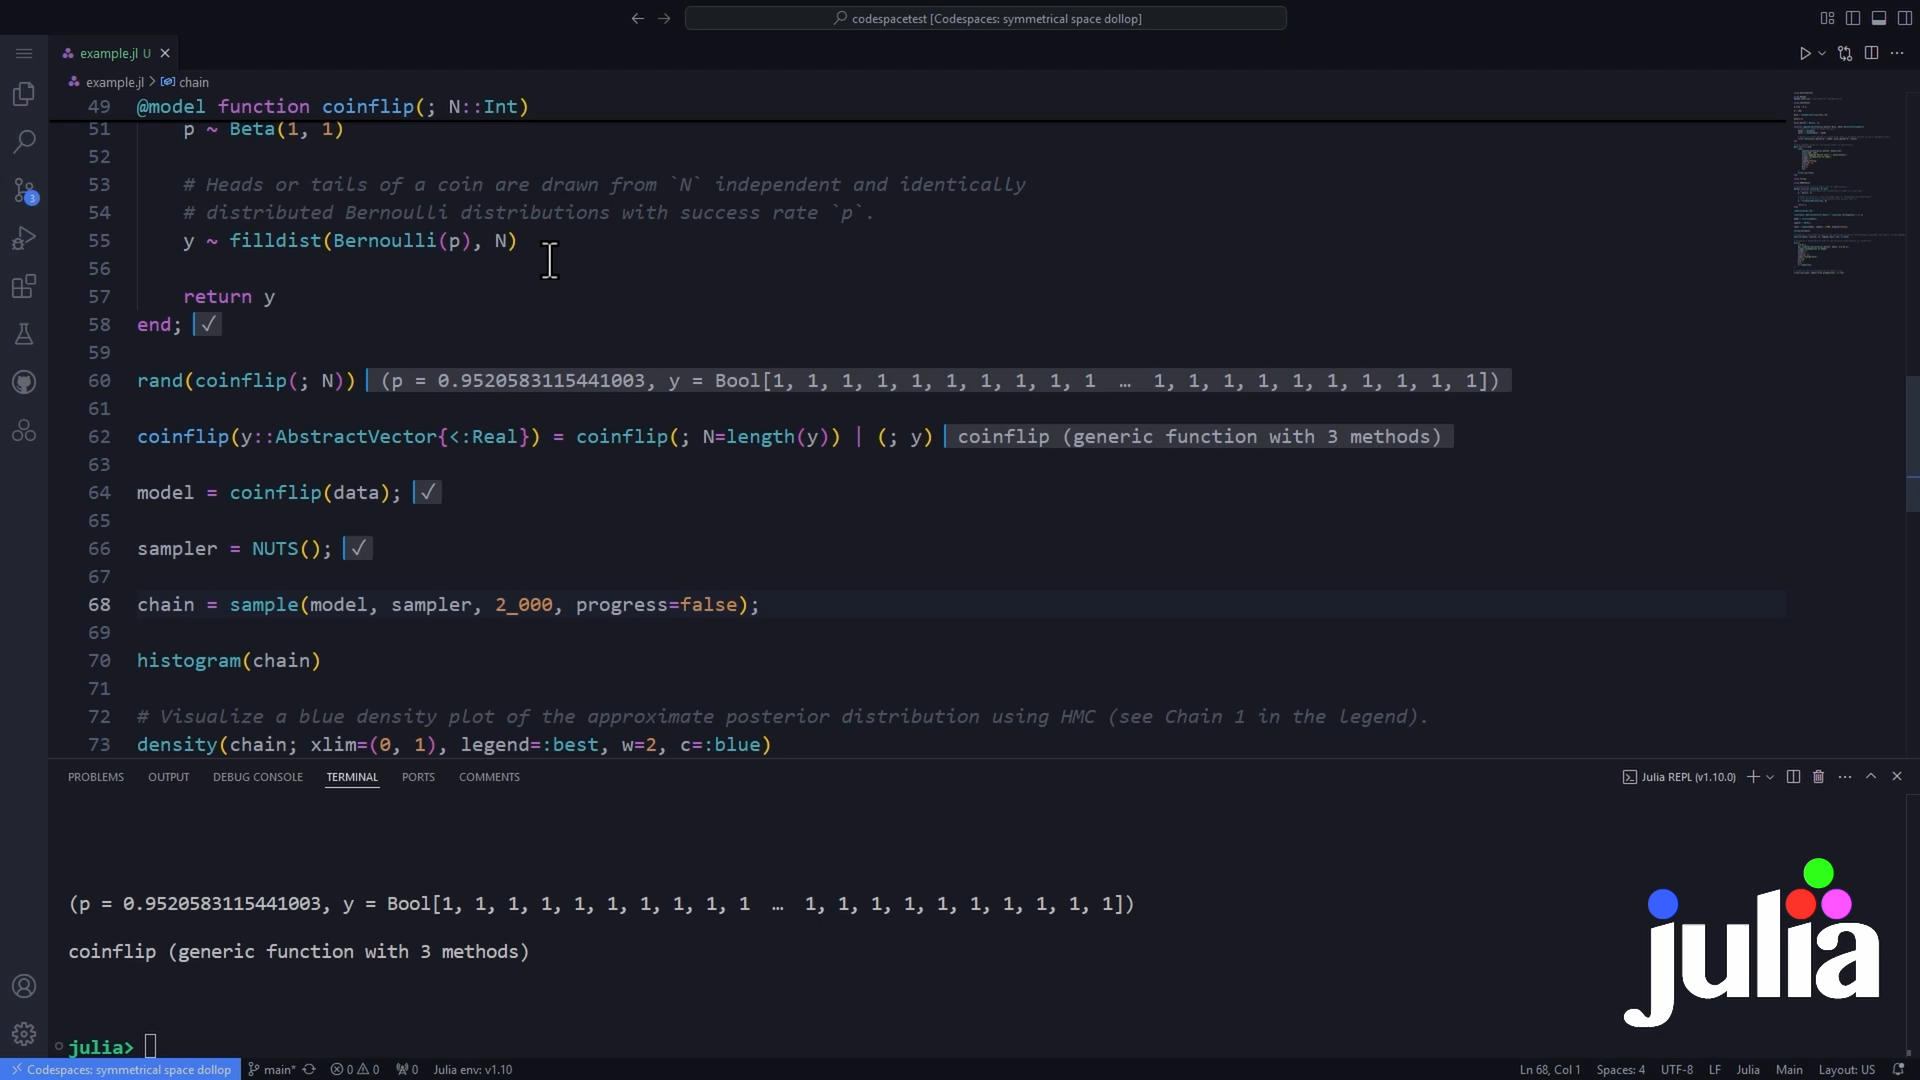 codespacetest [Codespaces: symmetrical space dollop]
example.jl U
example.jl > chain
49 @model function coinflip(; N::Int)
51 p ~ Beta(1, 1)
52
53 # Heads or tails of a coin are drawn from `N` independent and identically
54 # distributed Bernoulli distributions with success rate `p`.
55 y ~ filldist(Bernoulli(p), N)
56
57 return y
58 end; ✓
59
60 rand(coinflip(; N)) (p = 0.9520583115441003, y = Bool[1, 1, 1, 1, 1, 1, 1, 1, 1, 1 … 1, 1, 1, 1, 1, 1, 1, 1, 1, 1])
61
62 coinflip(y::AbstractVector{<:Real}) = coinflip(; N=length(y)) | (; y) coinflip (generic function with 3 methods)
63
64 model = coinflip(data); ✓
65
66 sampler = NUTS(); ✓
67
68 chain = sample(model, sampler, 2_000, progress=false);
69
70 histogram(chain)
71
72 # Visualize a blue density plot of the approximate posterior distribution using HMC (see Chain 1 in the legend).
73 density(chain; xlim=(0, 1), legend=:best, w=2, c=:blue)
3
PROBLEMS OUTPUT DEBUG CONSOLE TERMINAL PORTS COMMENTS Julia REPL (v1.10.0)
(p = 0.9520583115441003, y = Bool[1, 1, 1, 1, 1, 1, 1, 1, 1, 1 … 1, 1, 1, 1, 1, 1, 1, 1, 1, 1])
coinflip (generic function with 3 methods)
julia>
julia
Codespaces: symmetrical space dollop main* 0 0 0 Julia env: v1.10 Ln 68, Col 1 Spaces: 4 UTF-8 LF Julia Main Layout: US